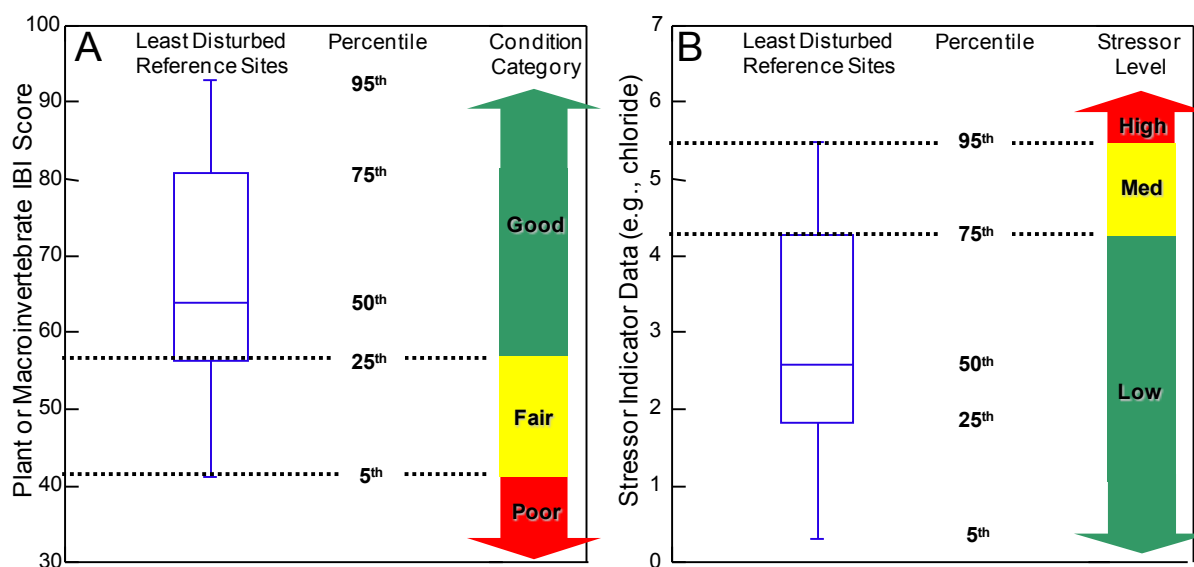 A
Least Disturbed
Reference Sites
Percentile
Condition
Category
Plant or Macroinvertebrate IBI Score
100
90
80
70
60
50
40
30
95th
75th
50th
25th
5th
Good
Fair
Poor
B
Least Disturbed
Reference Sites
Percentile
Stressor
Level
Stressor Indicator Data (e.g., chloride)
7
6
5
4
3
2
1
0
95th
75th
50th
25th
5th
High
Med
Low